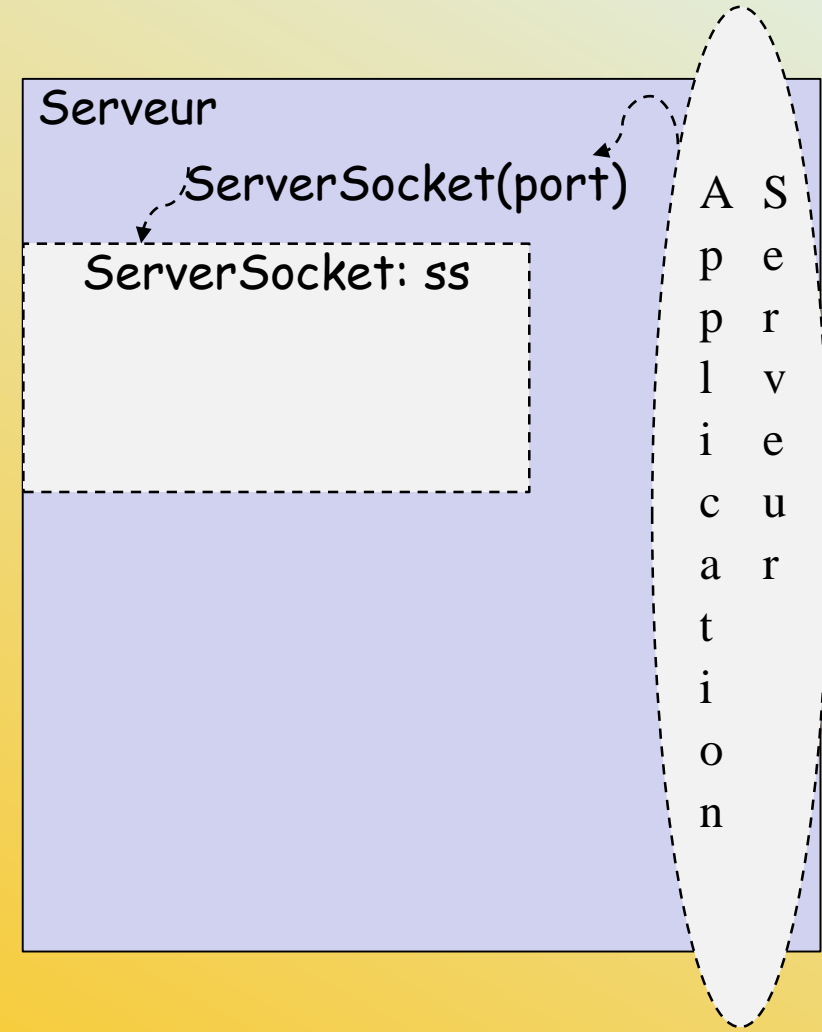 Serveur
ServerSocket(port)
ServerSocket: ss
Application
Serveur